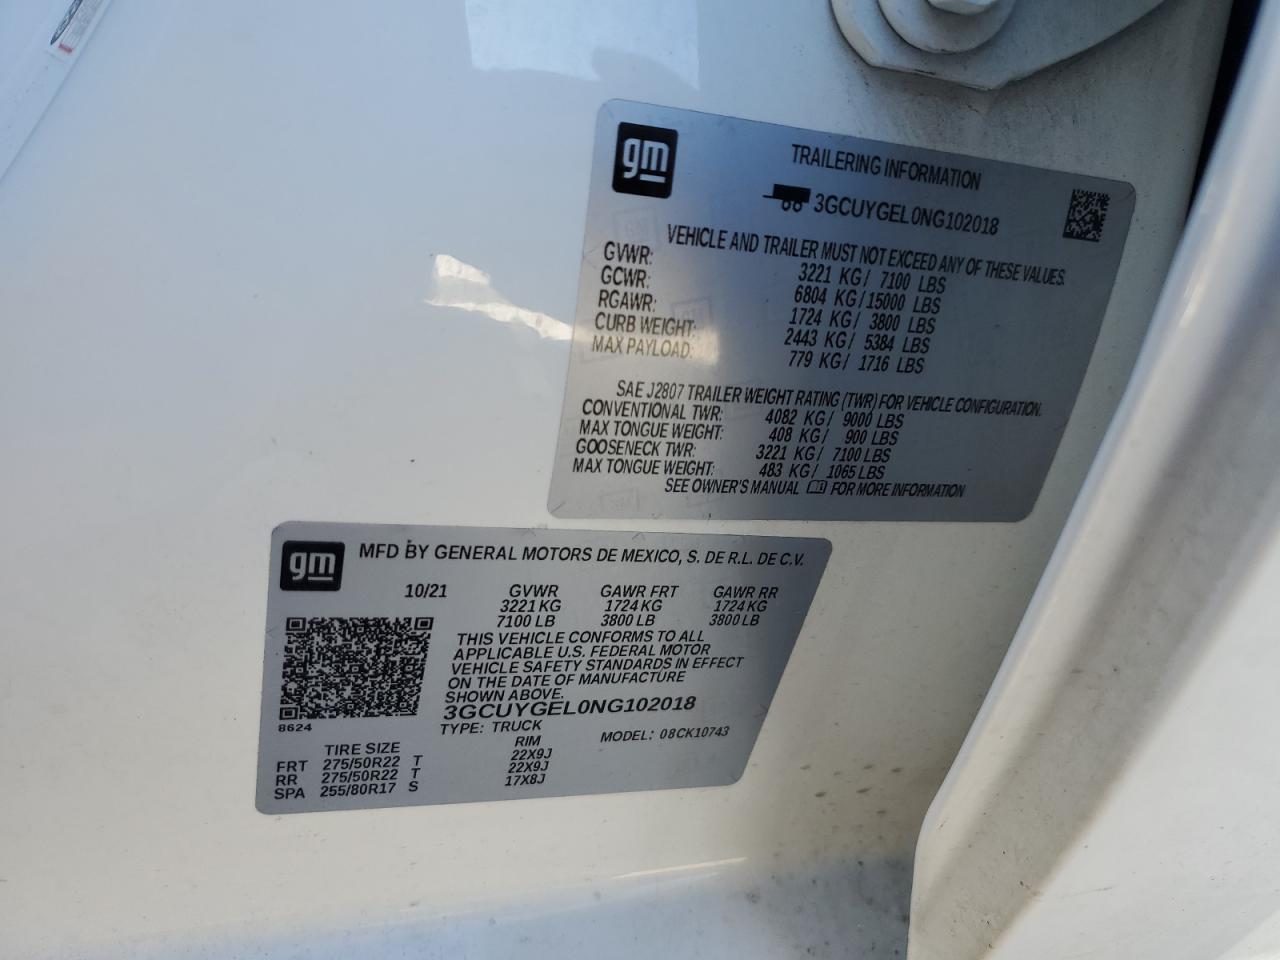 gm
TRAILERING INFORMATION
3GCUYGEL0NG102018
VEHICLE AND TRAILER MUST NOT EXCEED ANY OF THESE VALUES.
GVWR: 3221 KG/ 7100 LBS
GCWR: 6804 KG/15000 LBS
RGAWR: 1724 KG/ 3800 LBS
CURB WEIGHT: 2443 KG/ 5384 LBS
MAX PAYLOAD: 779 KG/ 1716 LBS
SAE J2807 TRAILER WEIGHT RATING (TWR) FOR VEHICLE CONFIGURATION.
CONVENTIONAL TWR: 4082 KG/ 9000 LBS
MAX TONGUE WEIGHT: 408 KG/ 900 LBS
GOOSENECK TWR: 3221 KG/ 7100 LBS
MAX TONGUE WEIGHT: 483 KG/ 1065 LBS
SEE OWNER'S MANUAL FOR MORE INFORMATION
gm
MFD BY GENERAL MOTORS DE MEXICO, S. DE R.L. DE C.V.
10/21 GVWR GAWR FRT GAWR RR
3221 KG 1724 KG 1724 KG
7100 LB 3800 LB 3800 LB
THIS VEHICLE CONFORMS TO ALL
APPLICABLE U.S. FEDERAL MOTOR
VEHICLE SAFETY STANDARDS IN EFFECT
ON THE DATE OF MANUFACTURE
SHOWN ABOVE.
3GCUYGEL0NG102018
8624
TYPE: TRUCK MODEL: 08CK10743
TIRE SIZE RIM
FRT 275/50R22 T 22X9J
RR 275/50R22 T 22X9J
SPA 255/80R17 S 17X8J